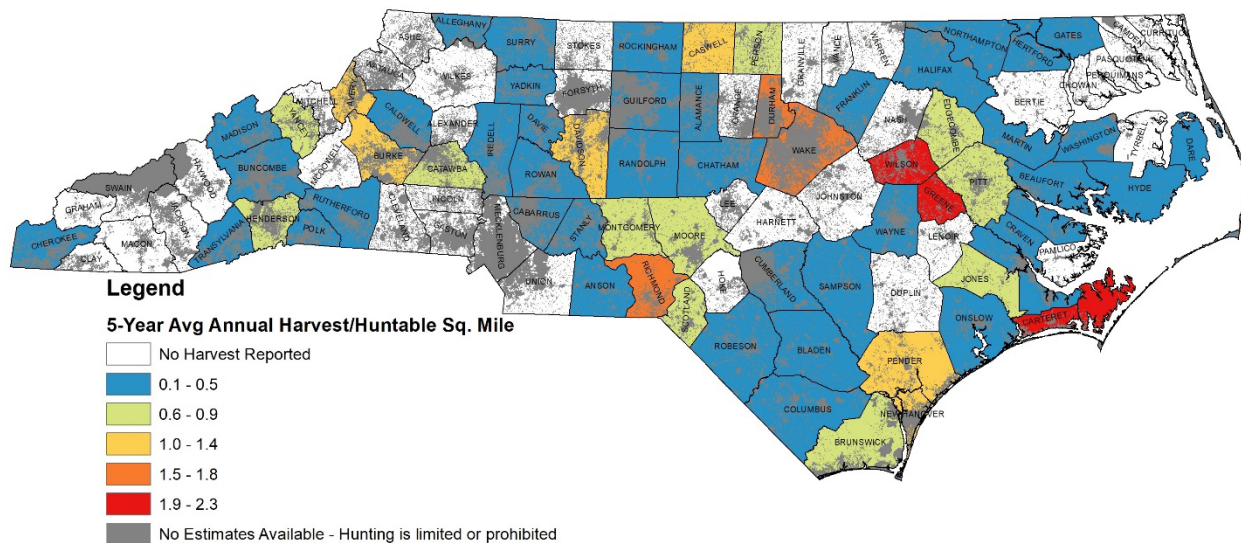 ALLEGHANY
ASHE
SURRY
STOKES
ROCKINGHAM
CASWELL
PERSON
GRANVILLE
VANCE
WARREN
NORTHAMPTON
HERTFORD
GATES
CAMDEN
CURRITUCK
PASQUOTANK
PERQUIMANS
CHOWAN
WATAUGA
WILKES
YADKIN
FORSYTH
GUILFORD
ALAMANCE
ORANGE
DURHAM
FRANKLIN
HALIFAX
BERTIE
MITCHELL
AVERY
YANCEY
CALDWELL
ALEXANDER
IREDELL
DAVIE
DAVIDSON
RANDOLPH
CHATHAM
WAKE
NASH
EDGECOMBE
MARTIN
WASHINGTON
TYRRELL
DARE
MADISON
BUNCOMBE
MCDOWELL
BURKE
CATAWBA
ROWAN
WILSON
PITT
BEAUFORT
HYDE
SWAIN
HAYWOOD
RUTHERFORD
LINCOLN
CABARRUS
STANLY
MONTGOMERY
MOORE
LEE
HARNETT
JOHNSTON
GREENE
WAYNE
LENOIR
CRAVEN
PAMLICO
GRAHAM
JACKSON
HENDERSON
POLK
CLEVELAND
GASTON
MECKLENBURG
CHEROKEE
MACON
CLAY
TRANSYLVANIA
UNION
ANSON
RICHMOND
SCOTLAND
HOKE
CUMBERLAND
SAMPSON
DUPLIN
JONES
ONSLOW
CARTERET
ROBESON
BLADEN
PENDER
COLUMBUS
NEW HANOVER
BRUNSWICK
Legend
5-Year Avg Annual Harvest/Huntable Sq. Mile
No Harvest Reported
0.1 - 0.5
0.6 - 0.9
1.0 - 1.4
1.5 - 1.8
1.9 - 2.3
No Estimates Available - Hunting is limited or prohibited